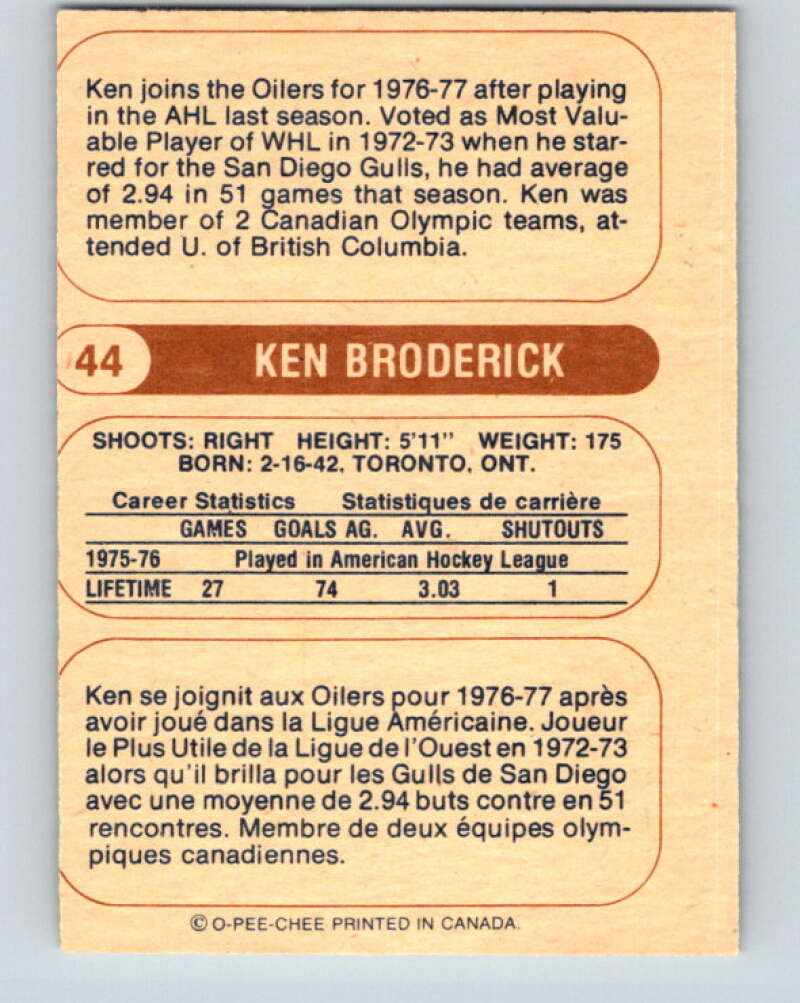 Ken joins the Oilers for 1976-77 after playing
in the AHL last season. Voted as Most Valu-
able Player of WHL in 1972-73 when he star-
red for the San Diego Gulls, he had average
of 2.94 in 51 games that season. Ken was
member of 2 Canadian Olympic teams, at-
tended U. of British Columbia.
44 KEN BRODERICK
SHOOTS: RIGHT HEIGHT: 5'11" WEIGHT: 175
BORN: 2-16-42, TORONTO, ONT.
Career Statistics Statistiques de carrière
GAMES GOALS AG. AVG. SHUTOUTS
1975-76 Played in American Hockey League
LIFETIME 27 74 3.03 1
Ken se joignit aux Oilers pour 1976-77 après
avoir joué dans la Ligue Américaine. Joueur
le Plus Utile de la Ligue de l'Ouest en 1972-73
alors qu'il brilla pour les Gulls de San Diego
avec une moyenne de 2.94 buts contre en 51
rencontres. Membre de deux équipes olym-
piques canadiennes.
© O-PEE-CHEE PRINTED IN CANADA.